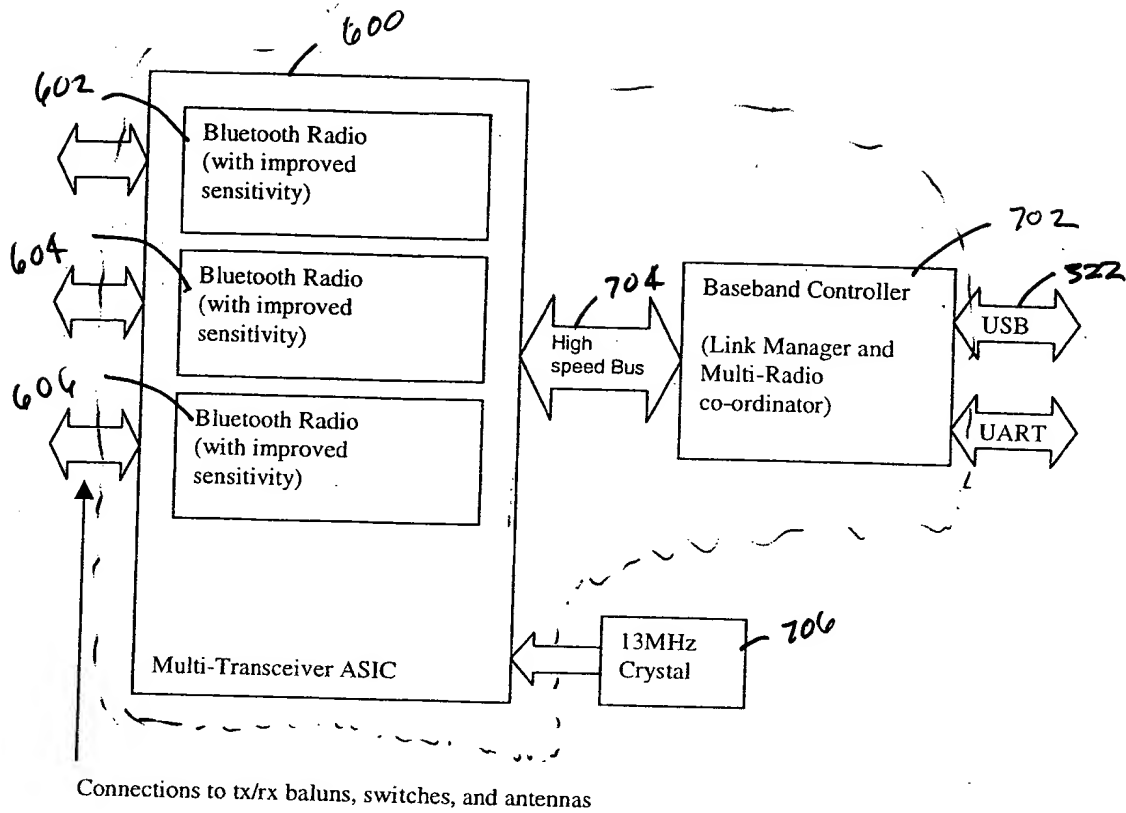 600
602
Bluetooth Radio
(with improved
sensitivity)
604
Bluetooth Radio
(with improved
sensitivity)
606
Bluetooth Radio
(with improved
sensitivity)
Multi-Transceiver ASIC
704
High
speed Bus
702
Baseband Controller
(Link Manager and
Multi-Radio
co-ordinator)
522
USB
UART
706
13MHz
Crystal
Connections to tx/rx baluns, switches, and antennas